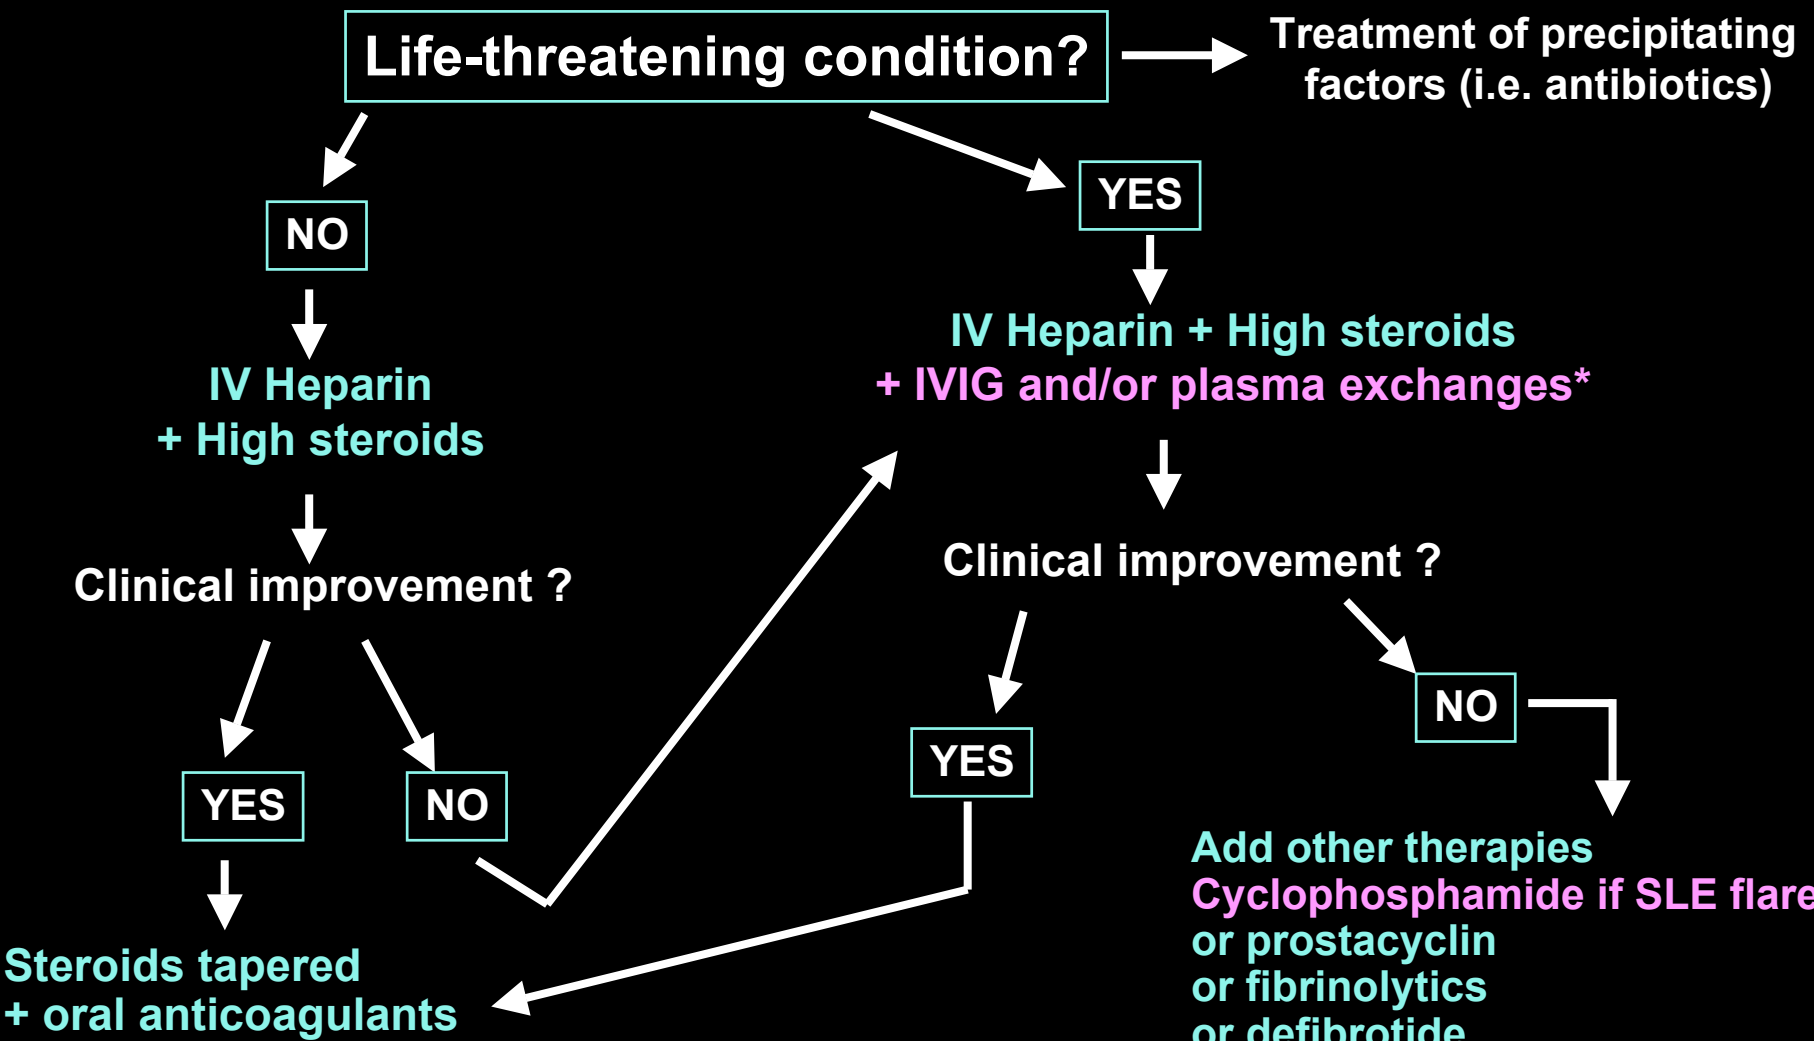 Life-threatening condition?
Treatment of precipitating
factors (i.e. antibiotics)
NO
YES
IV Heparin
+ High steroids
IV Heparin + High steroids
+ IVIG and/or plasma exchanges*
Clinical improvement ?
Clinical improvement ?
YES
NO
YES
NO
Steroids tapered
+ oral anticoagulants
Add other therapies
Cyclophosphamide if SLE flare
or prostacyclin
or fibrinolytics
or defibrotide